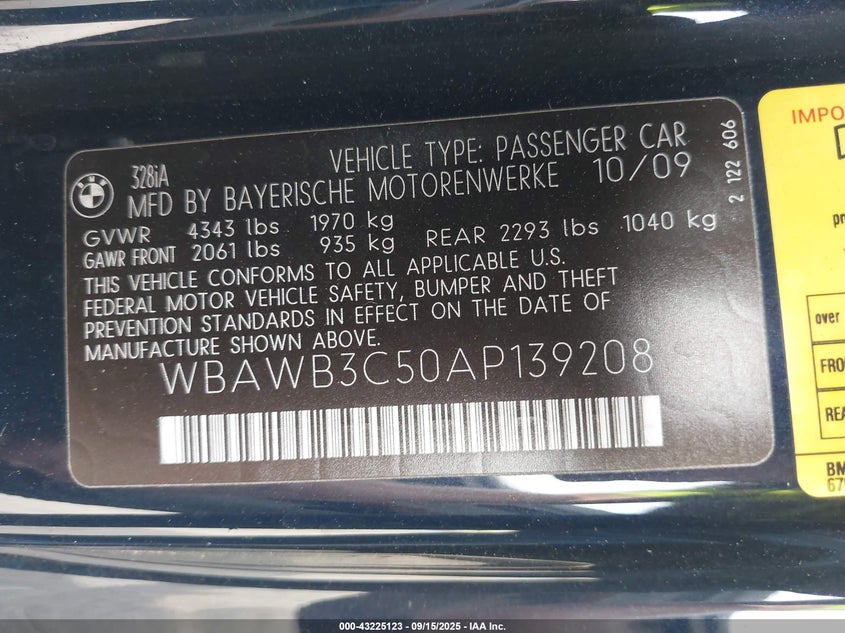 BMW
328iA
VEHICLE TYPE: PASSENGER CAR
MFD BY BAYERISCHE MOTORENWERKE 10/09
GVWR 4343 lbs 1970 kg
GAWR FRONT 2061 lbs 935 kg REAR 2293 lbs 1040 kg
THIS VEHICLE CONFORMS TO ALL APPLICABLE U.S.
FEDERAL MOTOR VEHICLE SAFETY, BUMPER AND THEFT
PREVENTION STANDARDS IN EFFECT ON THE DATE OF
MANUFACTURING SHOWN ABOVE.
WBAWB3C50AP139208
2 122 606
over
000-43225123 - 09/15/2025 - IAA Inc.